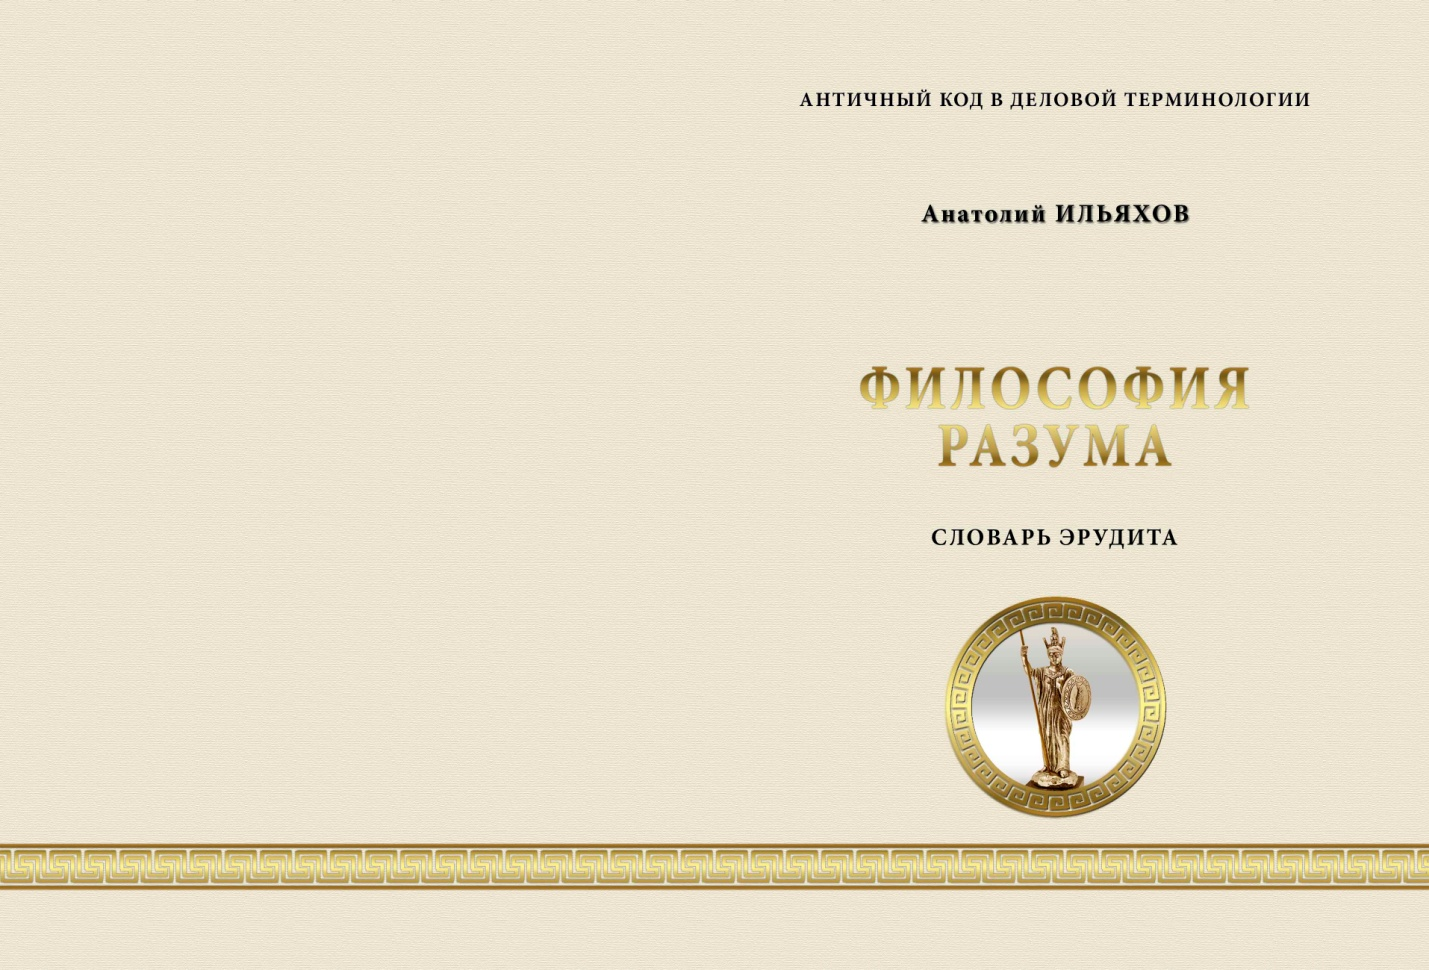 АНТИЧНЫЙ КОД В ДЕЛОВОЙ ТЕРМИНОЛОГИИ
Анатолий ИЛЬЯХОВ
ФИЛОСОФИЯ
РАЗУМА
СЛОВАРЬ ЭРУДИТА